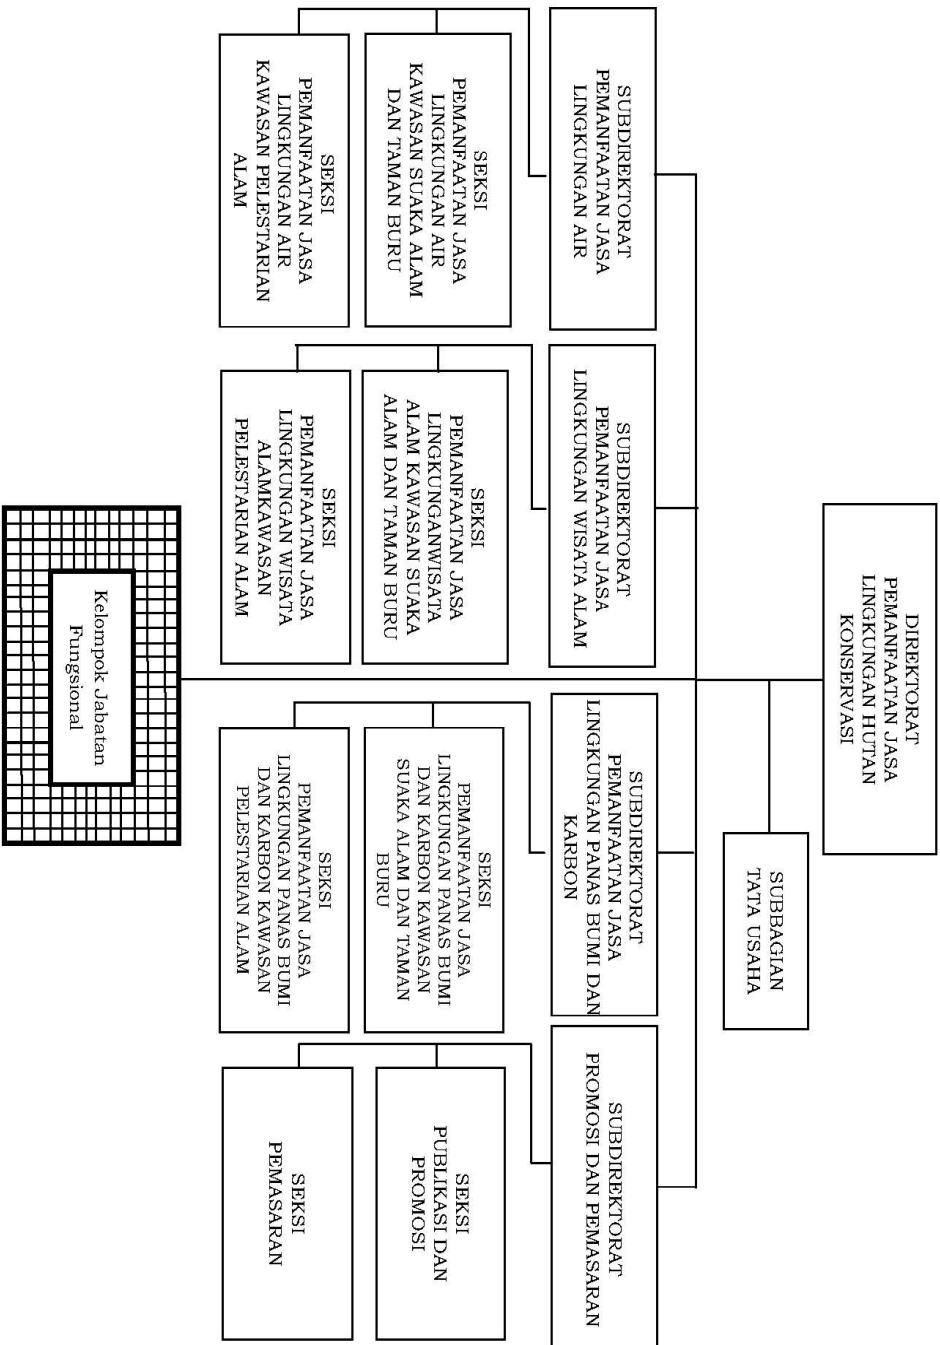 DIREKTORAT
PEMANFAATAN JASA
LINGKUNGAN HUTAN
KONSERVASI
SUBBAGIAN
TATA USAHA
SUBDIREKTORAT
PEMANFAATAN JASA
LINGKUNGAN AIR
SUBDIREKTORAT
PEMANFAATAN JASA
LINGKUNGAN WISATA ALAM
SUBDIREKTORAT
PEMANFAATAN JASA
LINGKUNGAN PANAS BUMI DAN
KARBON
SUBDIREKTORAT
PROMOSI DAN PEMASARAN
SEKSI
PEMANFAATAN JASA
LINGKUNGAN AIR
KAWASAN SUAKA ALAM
DAN TAMAN BURU
SEKSI
PEMANFAATAN JASA
LINGKUNGANWISATA
ALAM KAWASAN SUAKA
ALAM DAN TAMAN BURU
SEKSI
PEMANFAATAN JASA
LINGKUNGAN PANAS BUMI
DAN KARBON KAWASAN
SUAKA ALAM DAN TAMAN
BURU
SEKSI
PUBLIKASI DAN
PROMOSI
SEKSI
PEMANFAATAN JASA
LINGKUNGAN AIR
KAWASAN PELESTARIAN
ALAM
SEKSI
PEMANFAATAN JASA
LINGKUNGAN WISATA
ALAMKAWASAN
PELESTARIAN ALAM
SEKSI
PEMANFAATAN JASA
LINGKUNGAN PANAS BUMI
DAN KARBON KAWASAN
PELESTARIAN ALAM
SEKSI
PEMASARAN
Kelompok Jabatan
Fungsional